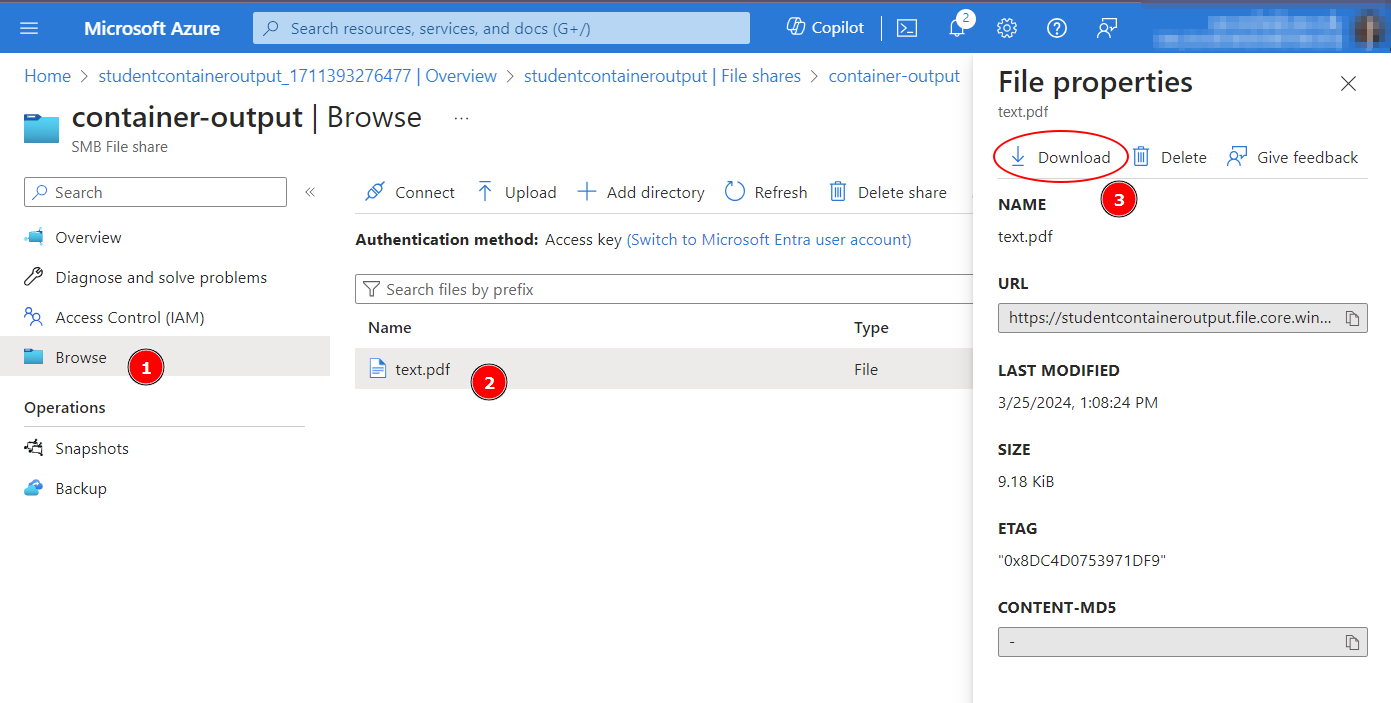 Microsoft Azure
Search resources, services, and docs (G+/)
Copilot
2
Home > studentcontaineroutput_1711393276477 | Overview > studentcontaineroutput | File shares > container-output
container-output | Browse ...
SMB File share
Search
«
Overview
Diagnose and solve problems
Access Control (IAM)
Browse
1
Operations
Snapshots
Backup
Connect Upload Add directory Refresh Delete share
Authentication method: Access key (Switch to Microsoft Entra user account)
Search files by prefix
Name Type
text.pdf File
2
File properties
text.pdf
Download Delete Give feedback
3
NAME
text.pdf
URL
https://studentcontaineroutput.file.core.win...
LAST MODIFIED
3/25/2024, 1:08:24 PM
SIZE
9.18 KiB
ETAG
"0x8DC4D0753971DF9"
CONTENT-MD5
-